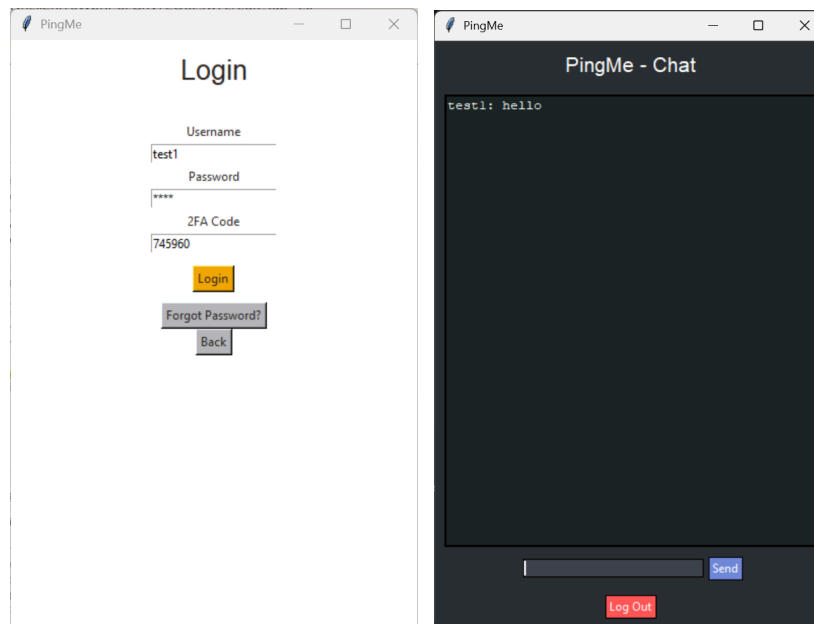 PingMe
Login
Username
test1
Password
****
2FA Code
745960
Login
Forgot Password?
Back
PingMe
PingMe - Chat
test1: hello
Send
Log Out